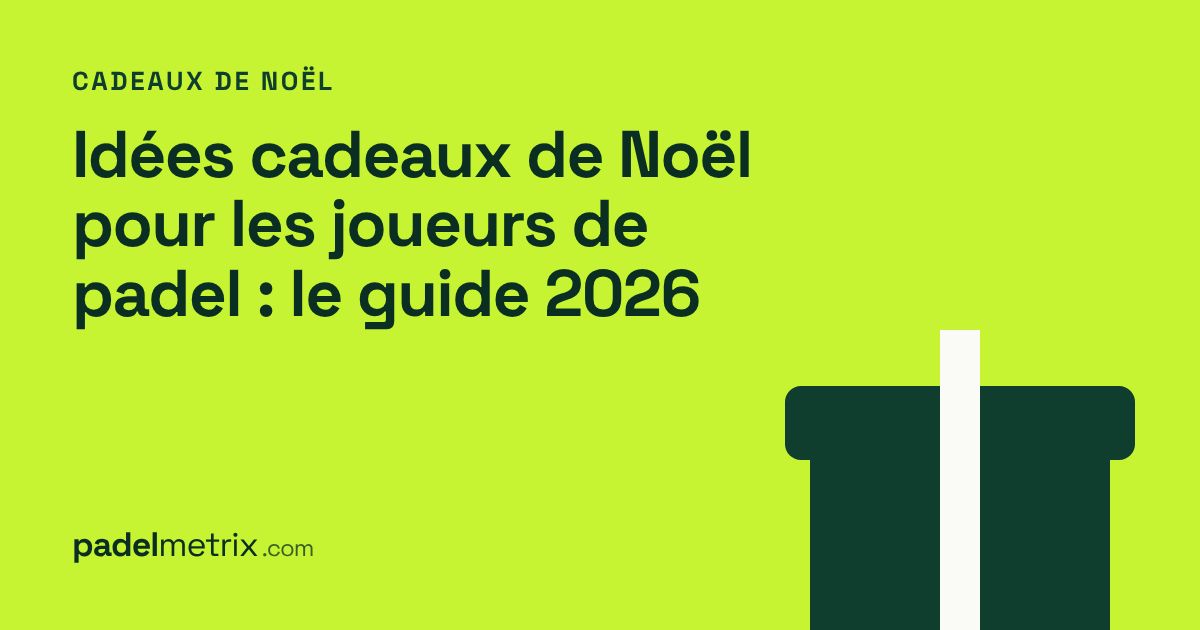 CADEAUX DE NOËL
Idées cadeaux de Noël
pour les joueurs de
padel : le guide 2026
padelmetrix.com